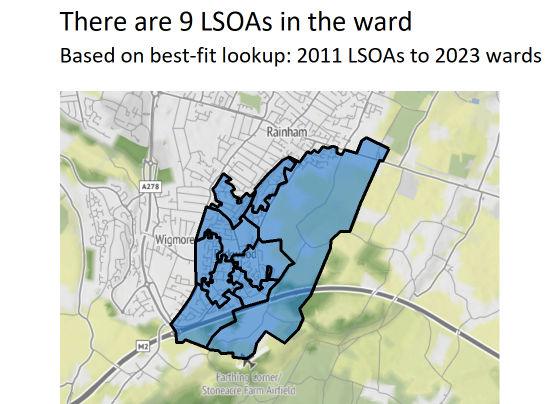 There are 9 LSOAs in the ward
Based on best-fit lookup: 2011 LSOAs to 2023 wards
Rainham
A278
Wigmore
M2
Farthing Corner/
Stoneacre Farm Airfield